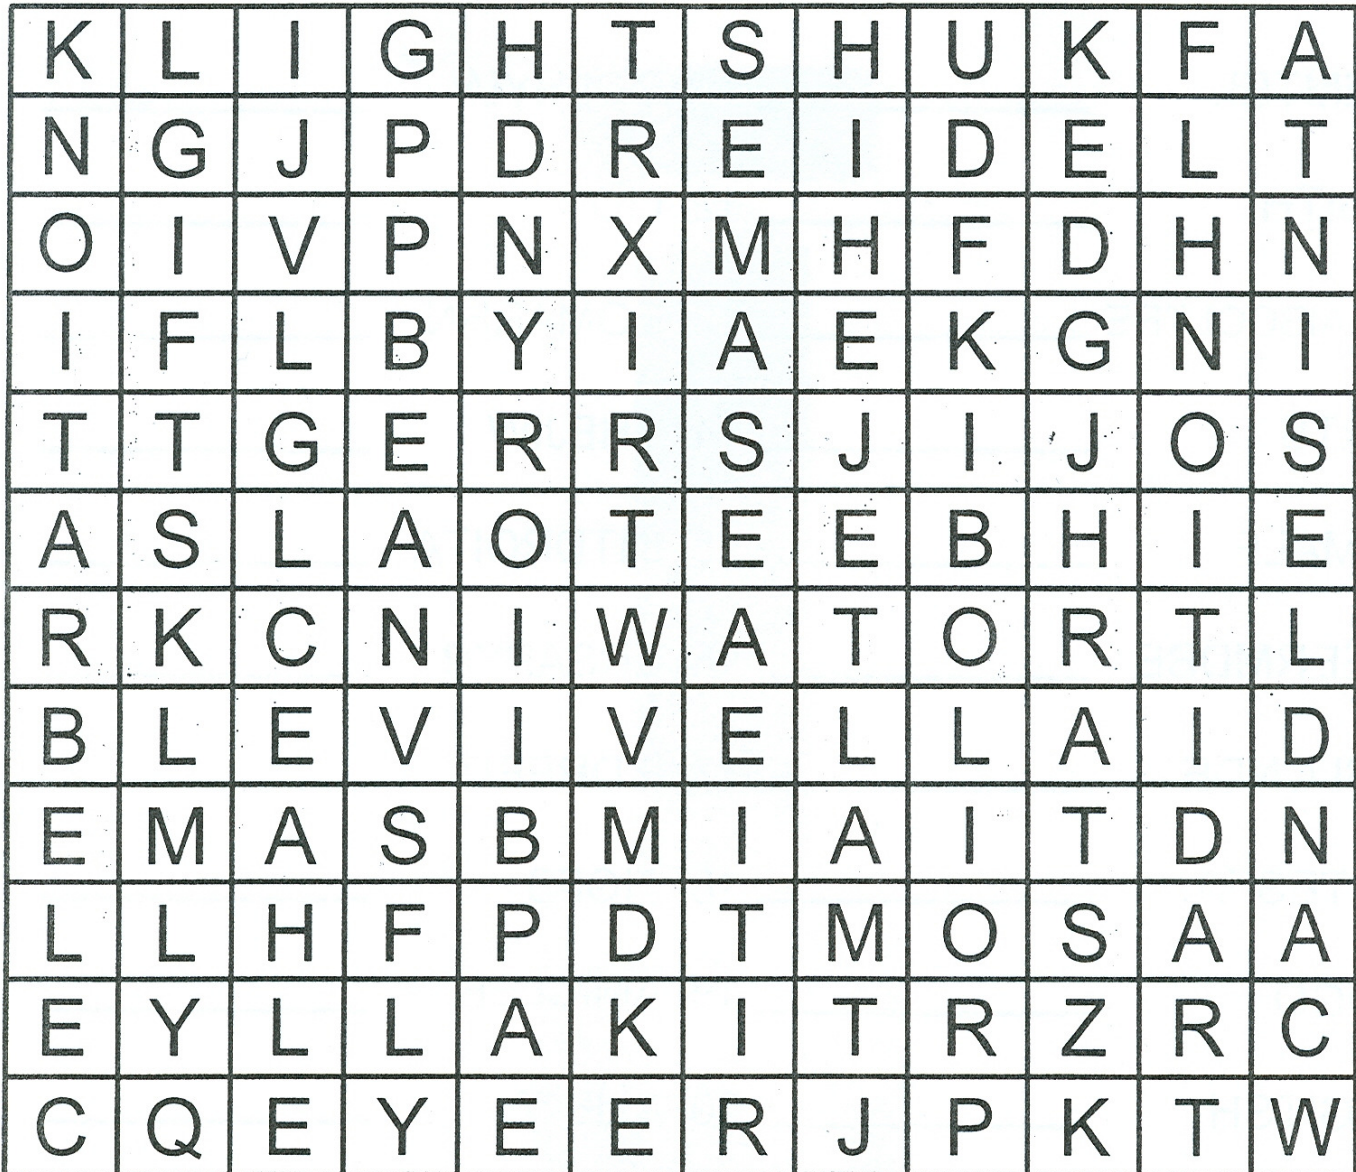 K L I G H T S H U K F A
N G J P D R E I D E L T
O I V P N X M H F D H N
I F L B Y I A E K G N I
T T G E R R S J I J O S
A S L A O T E E B H I E
R K C N I W A T O R T L
B L E V I V E L L A I D
E M A S B M I A I T D N
L L H F P D T M O S A A
E Y L L A K I T R Z R C
C Q E Y E E R J P K T W